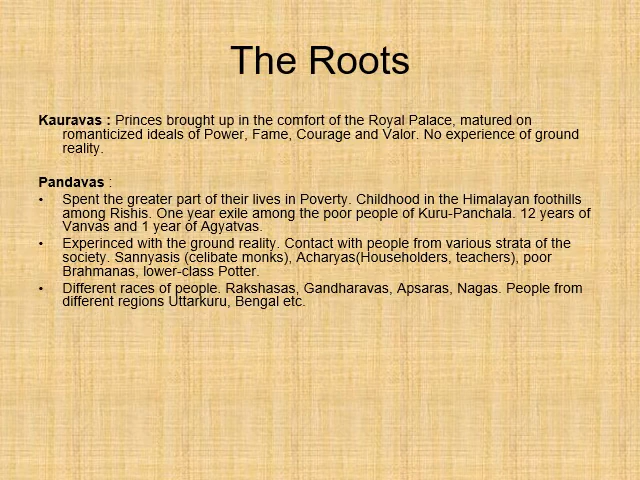 The Roots
Kauravas : Princes brought up in the comfort of the Royal Palace, matured on
romanticized ideals of Power, Fame, Courage and Valor. No experience of ground
reality.
Pandavas :
• Spent the greater part of their lives in Poverty. Childhood in the Himalayan foothills
among Rishis. One year exile among the poor people of Kuru-Panchala. 12 years of
Vanvas and 1 year of Agyatvas.
• Experinced with the ground reality. Contact with people from various strata of the
society. Sannyasis (celibate monks), Acharyas(Householders, teachers), poor
Brahmanas, lower-class Potter.
• Different races of people. Rakshasas, Gandharavas, Apsaras, Nagas. People from
different regions Uttarkuru, Bengal etc.